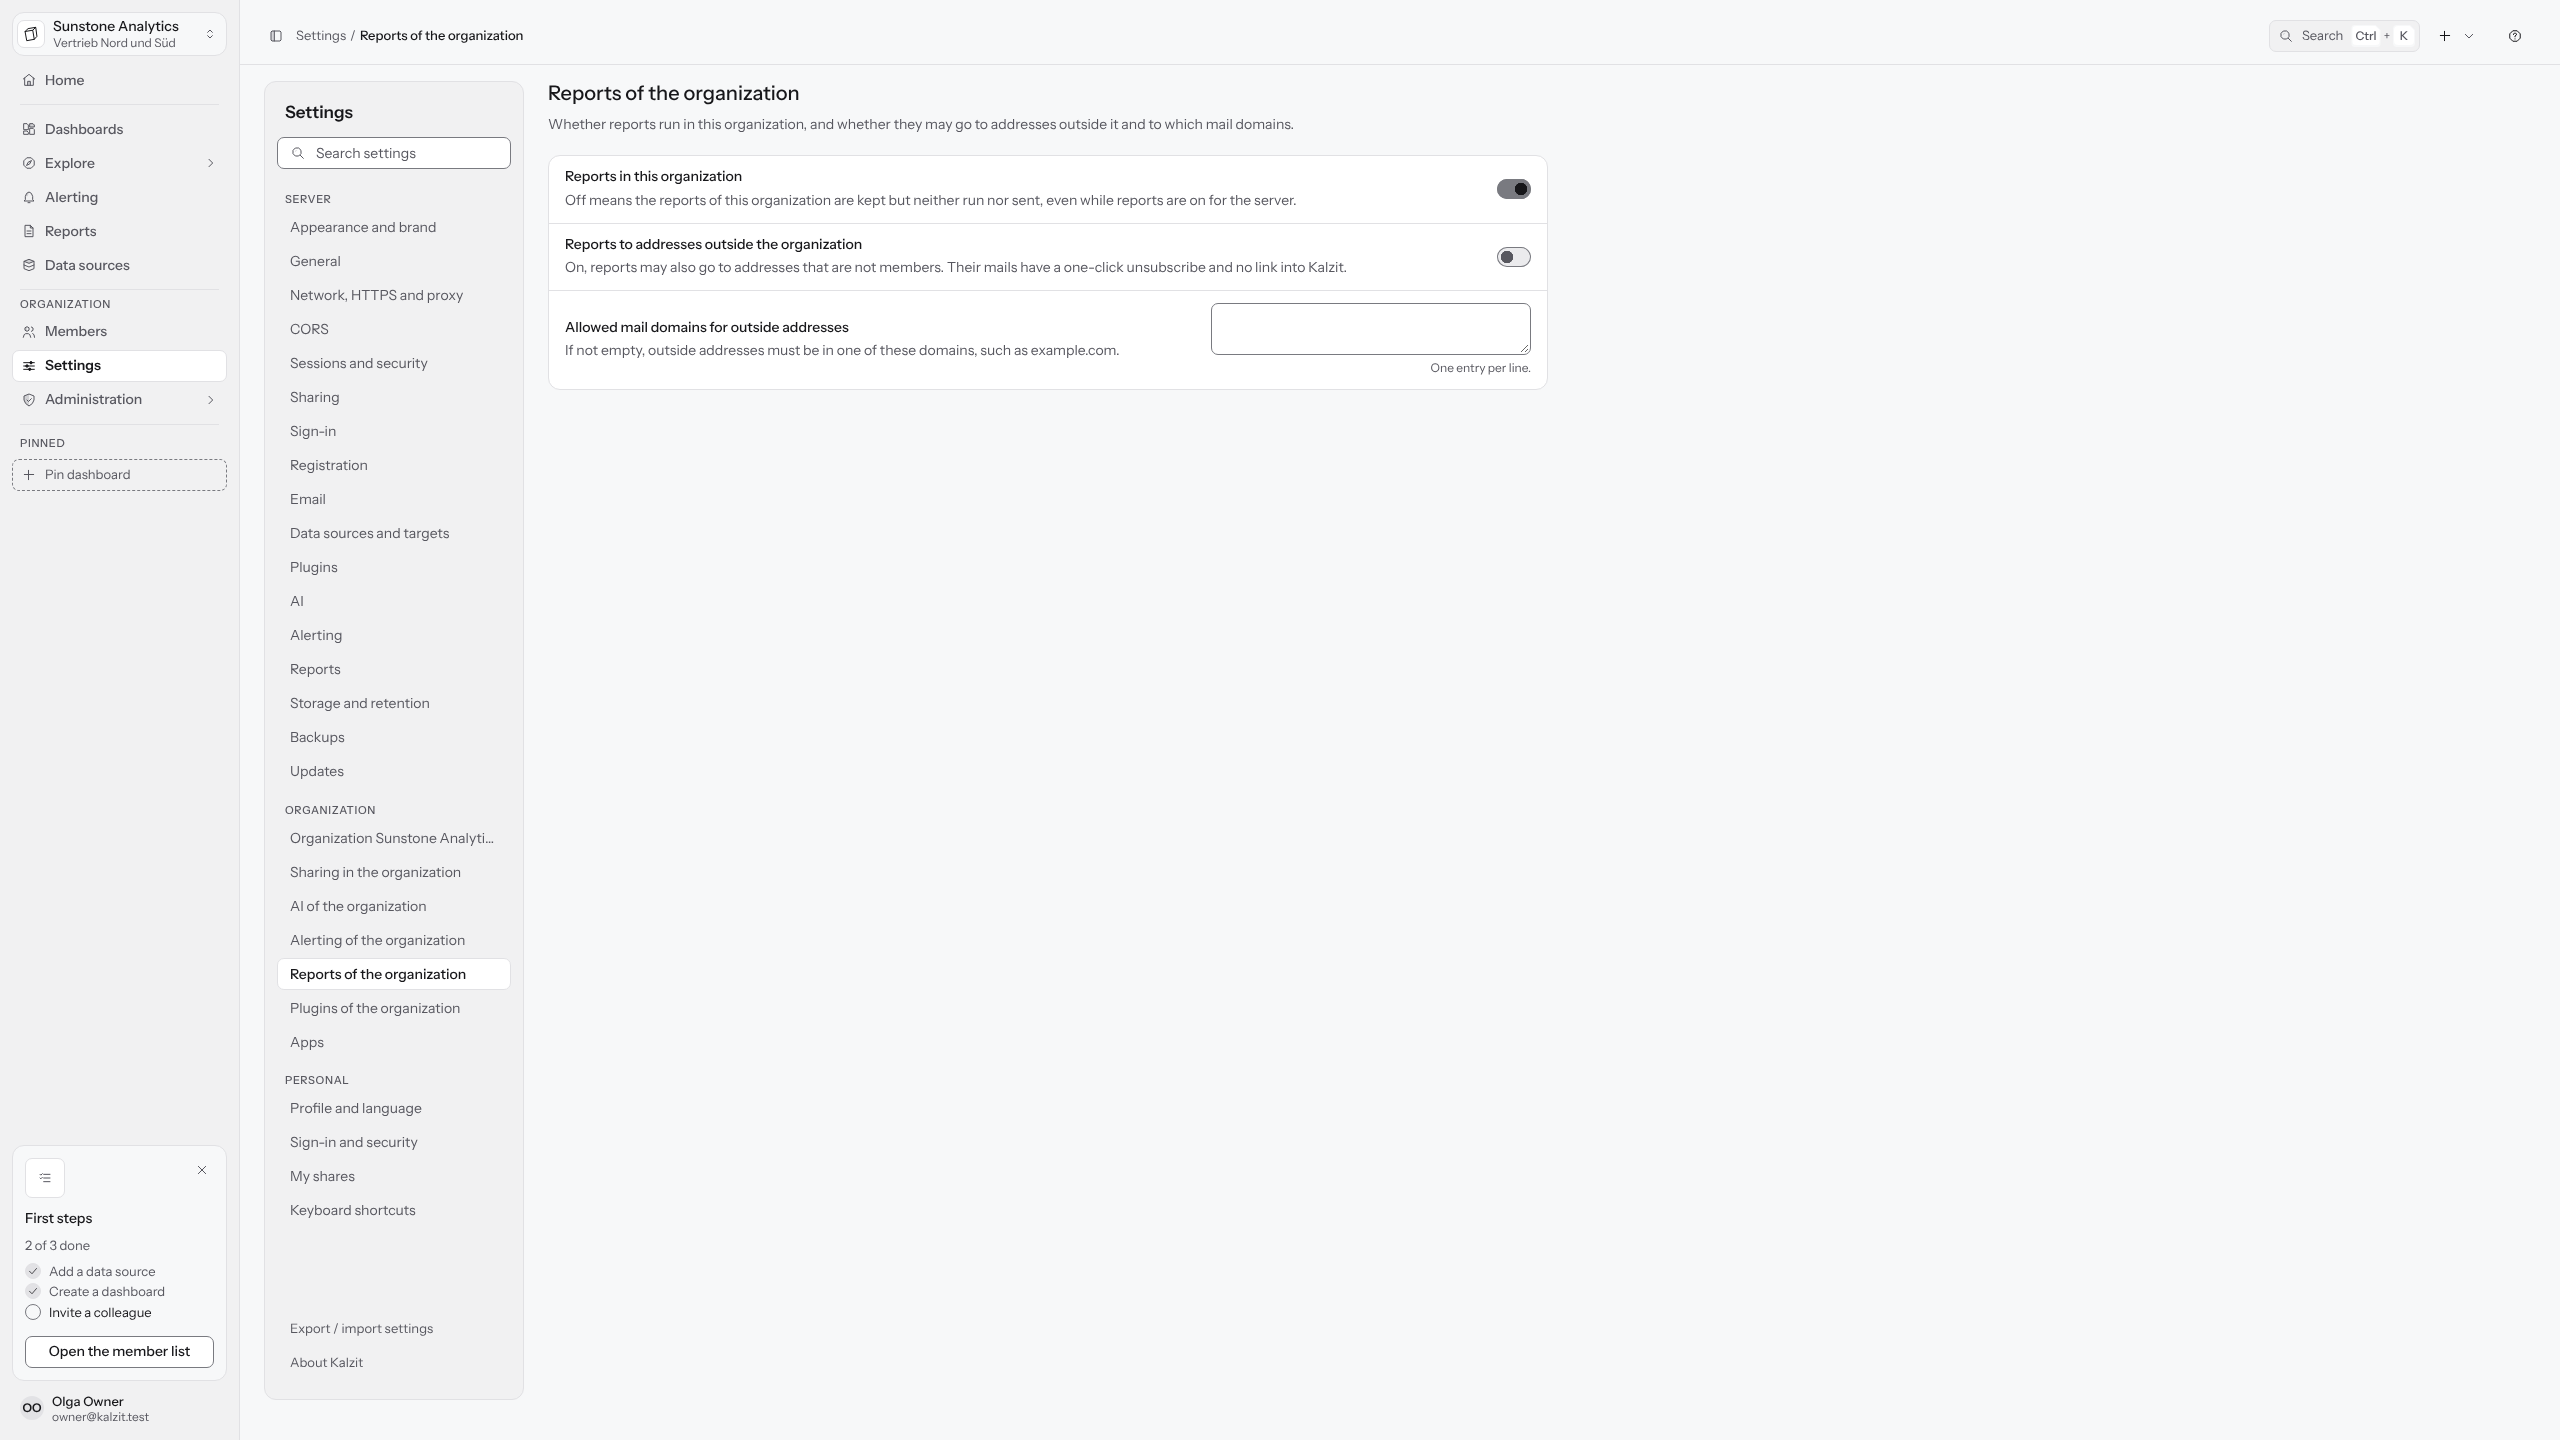 Sunstone Analytics
Vertrieb Nord und Süd
Home
Dashboards
Explore
Alerting
Reports
Data sources
ORGANIZATION
Members
Settings
Administration
PINNED
Pin dashboard
First steps
2 of 3 done
Add a data source
Create a dashboard
Invite a colleague
Open the member list
OO
Olga Owner
owner@kalzit.test
Settings / Reports of the organization
Search Ctrl + K
Settings
Search settings
SERVER
Appearance and brand
General
Network, HTTPS and proxy
CORS
Sessions and security
Sharing
Sign-in
Registration
Email
Data sources and targets
Plugins
AI
Alerting
Reports
Storage and retention
Backups
Updates
ORGANIZATION
Organization Sunstone Analyti...
Sharing in the organization
AI of the organization
Alerting of the organization
Reports of the organization
Plugins of the organization
Apps
PERSONAL
Profile and language
Sign-in and security
My shares
Keyboard shortcuts
Export / import settings
About Kalzit
Reports of the organization
Whether reports run in this organization, and whether they may go to addresses outside it and to which mail domains.
Reports in this organization
Off means the reports of this organization are kept but neither run nor sent, even while reports are on for the server.
Reports to addresses outside the organization
On, reports may also go to addresses that are not members. Their mails have a one-click unsubscribe and no link into Kalzit.
Allowed mail domains for outside addresses
If not empty, outside addresses must be in one of these domains, such as example.com.
One entry per line.